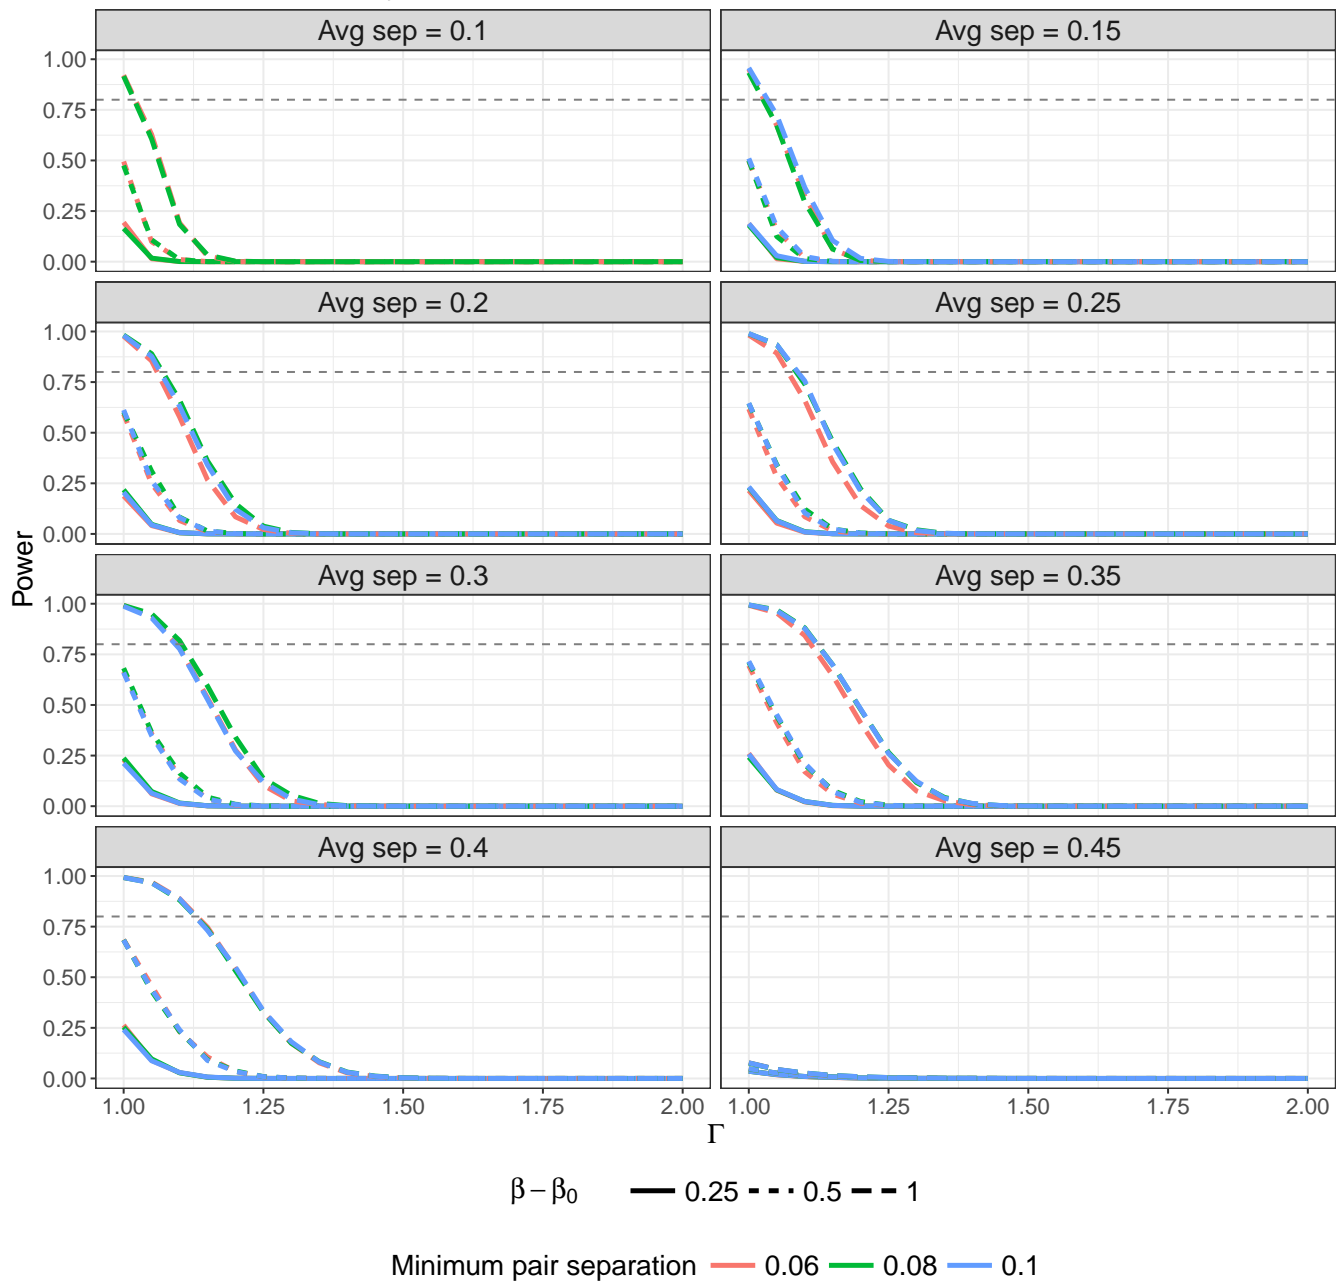 Avg sep = 0.1
Avg sep = 0.15
1.00
0.75
0.50
0.25
0.00
Avg sep = 0.2
Avg sep = 0.25
1.00
0.75
0.50
0.25
0.00
Power
Avg sep = 0.3
Avg sep = 0.35
1.00
0.75
0.50
0.25
0.00
Avg sep = 0.4
Avg sep = 0.45
1.00
0.75
0.50
0.25
0.00
1.00 1.25 1.50 1.75 2.00 1.00 1.25 1.50 1.75 2.00
Γ
β − β₀ 0.25 0.5 1
Minimum pair separation 0.06 0.08 0.1